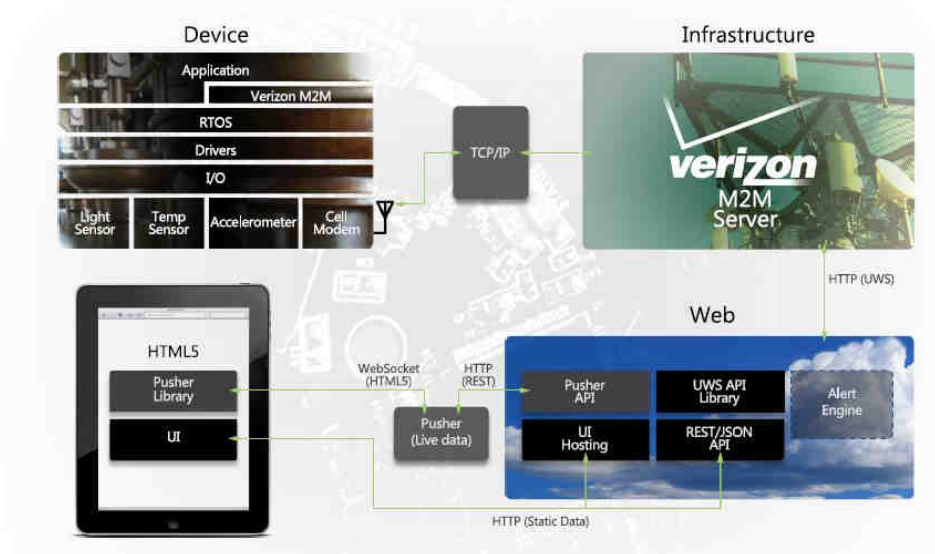 Device
Infrastructure
Application
Verizon M2M
RTOS
Drivers
I/O
Light
Sensor
Temp
Sensor
Accelerometer
Cell
Modem
TCP/IP
verizon
M2M
Server
HTTP (UWS)
Web
HTML5
Pusher
Library
UI
WebSocket
(HTML5)
HTTP
(REST)
Pusher
(Live data)
Pusher
API
UWS API
Library
Alert
Engine
UI
Hosting
REST/JSON
API
HTTP (Static Data)